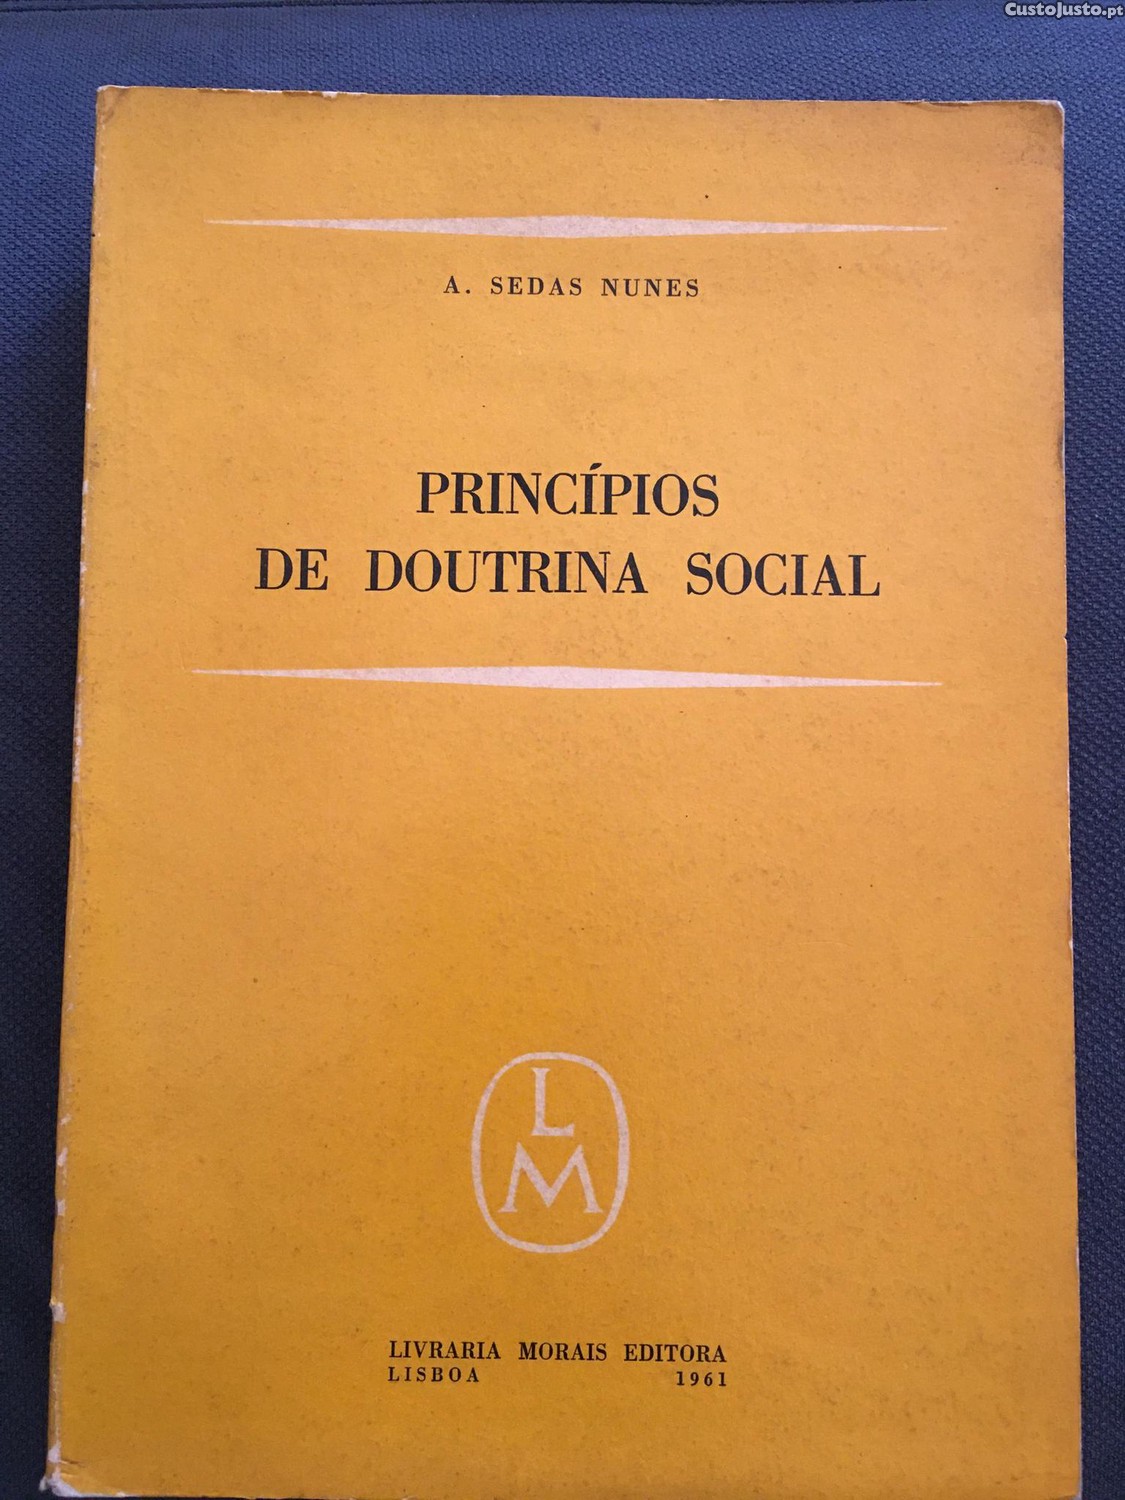 CustoJusto.pt
A. SEDAS NUNES
PRINCÍPIOS
DE DOUTRINA SOCIAL
L
M
LIVRARIA MORAIS EDITORA
LISBOA 1961